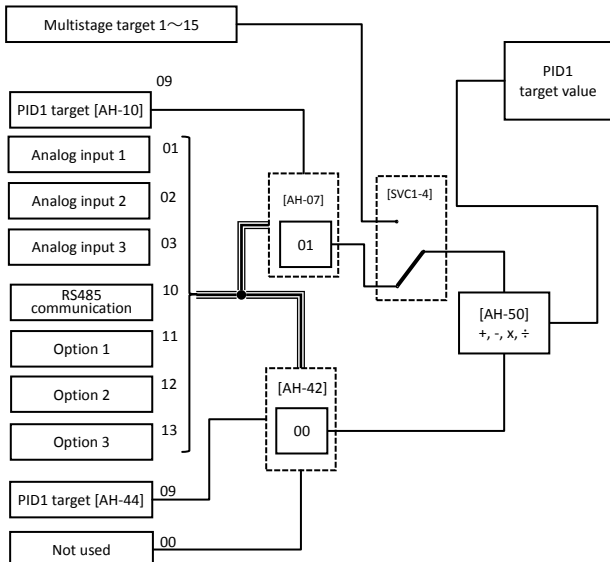 Multistage target 1～15
09
PID1 target [AH-10]
Analog input 1
01
Analog input 2
02
Analog input 3
03
RS485
communication
10
Option 1
11
Option 2
12
Option 3
13
PID1 target [AH-44]
09
Not used
00
[AH-07]
01
[AH-42]
00
[SVC1-4]
[AH-50]
+, -, x, ÷
PID1
target value